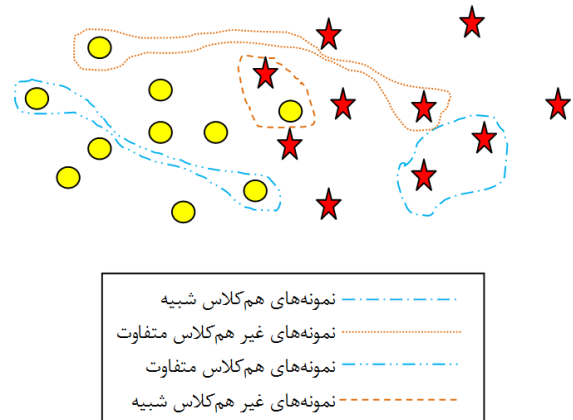 نمونه‌های هم‌کلاس شبیه
نمونه‌های غیر هم‌کلاس متفاوت
نمونه‌های هم‌کلاس متفاوت
نمونه‌های غیر هم‌کلاس شبیه